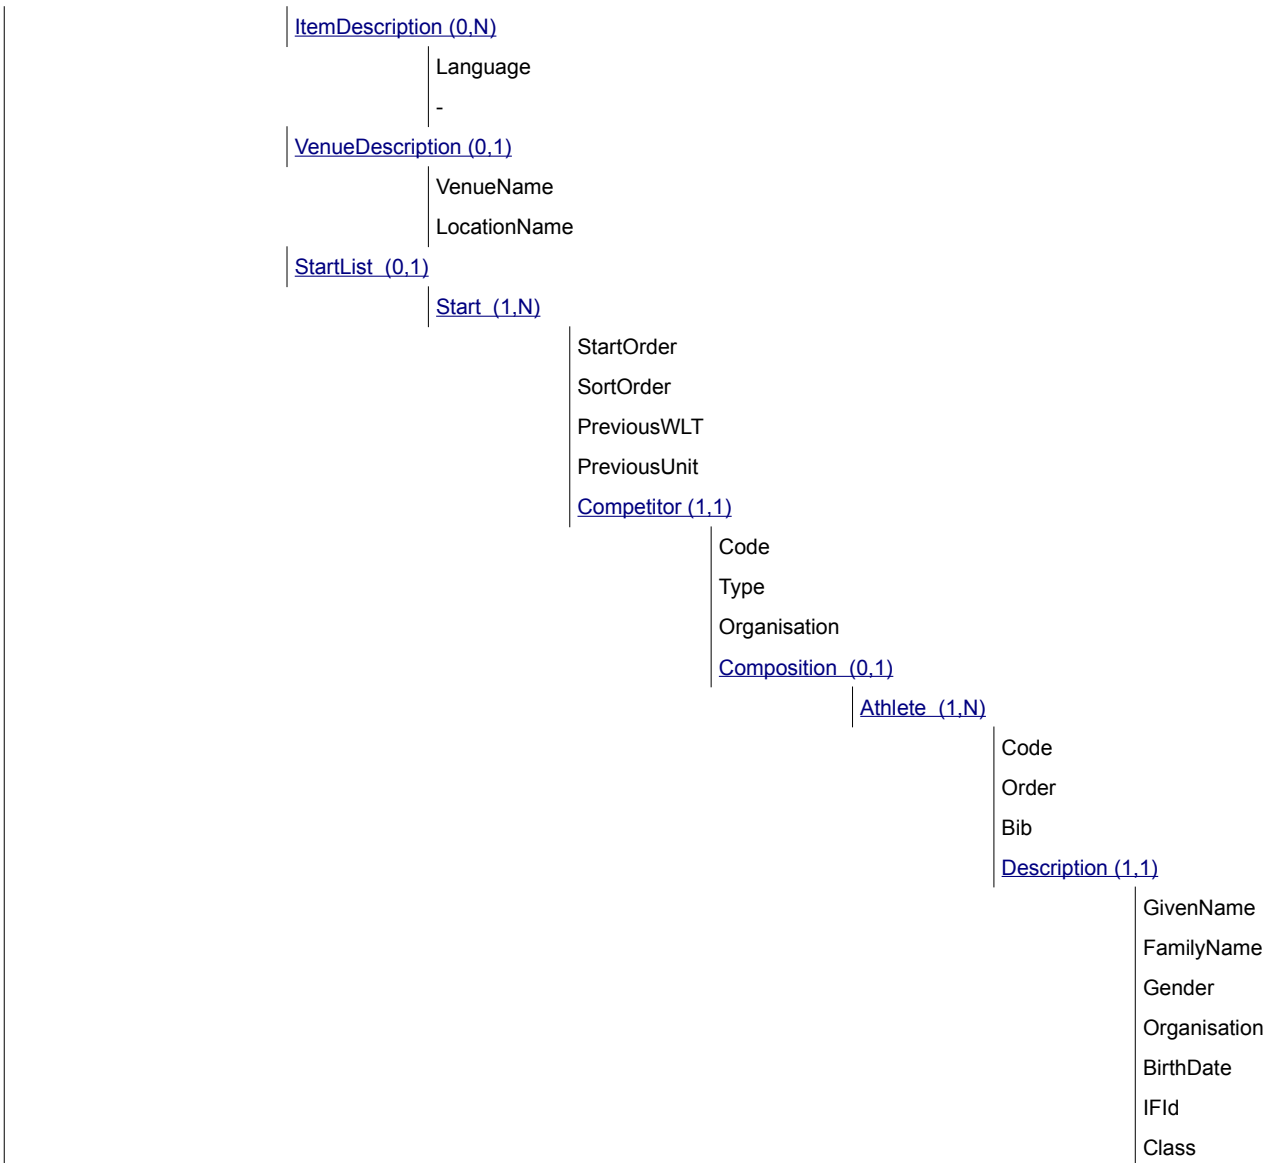 ItemDescription (0,N)
Language
-
VenueDescription (0,1)
VenueName
LocationName
StartList (0,1)
Start (1,N)
StartOrder
SortOrder
PreviousWLT
PreviousUnit
Competitor (1,1)
Code
Type
Organisation
Composition (0,1)
Athlete (1,N)
Code
Order
Bib
Description (1,1)
GivenName
FamilyName
Gender
Organisation
BirthDate
IFId
Class